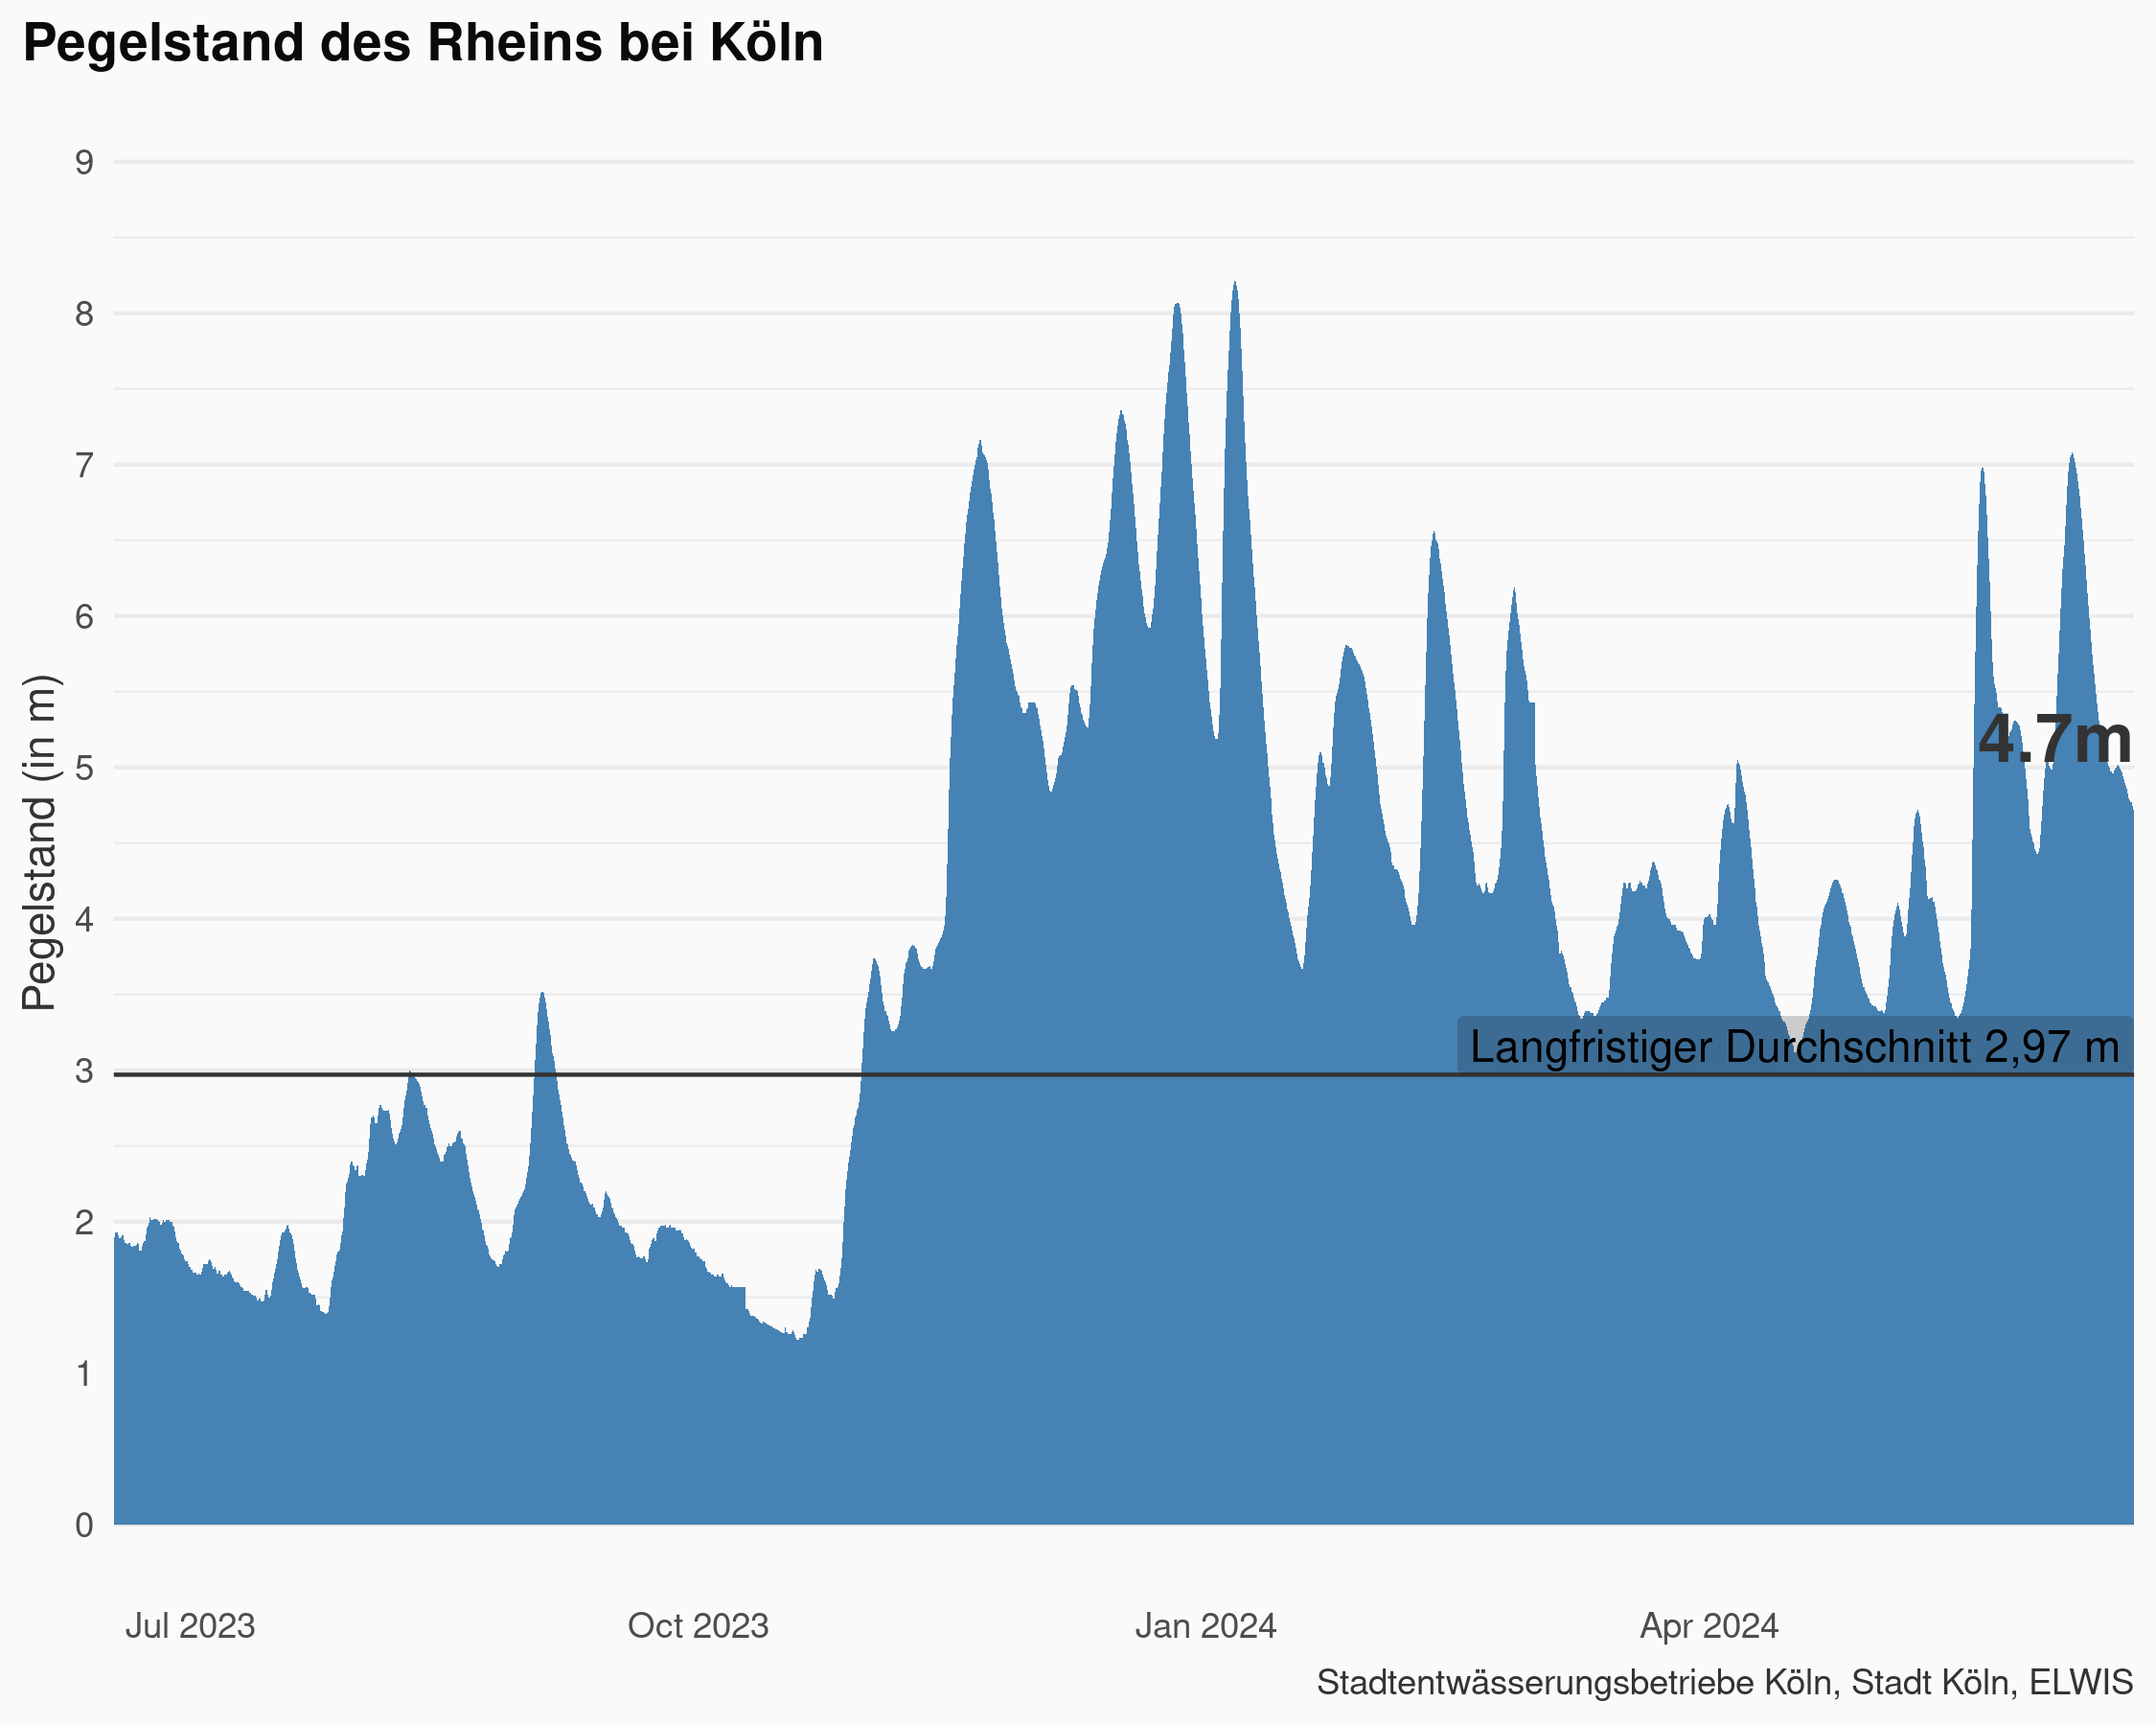 Pegelstand des Rheins bei Köln
Pegelstand (in m)
9
8
7
6
5
4
3
2
1
0
4.7m
Langfristiger Durchschnitt 2,97 m
Jul 2023
Oct 2023
Jan 2024
Apr 2024
Stadtentwässerungsbetriebe Köln, Stadt Köln, ELWIS